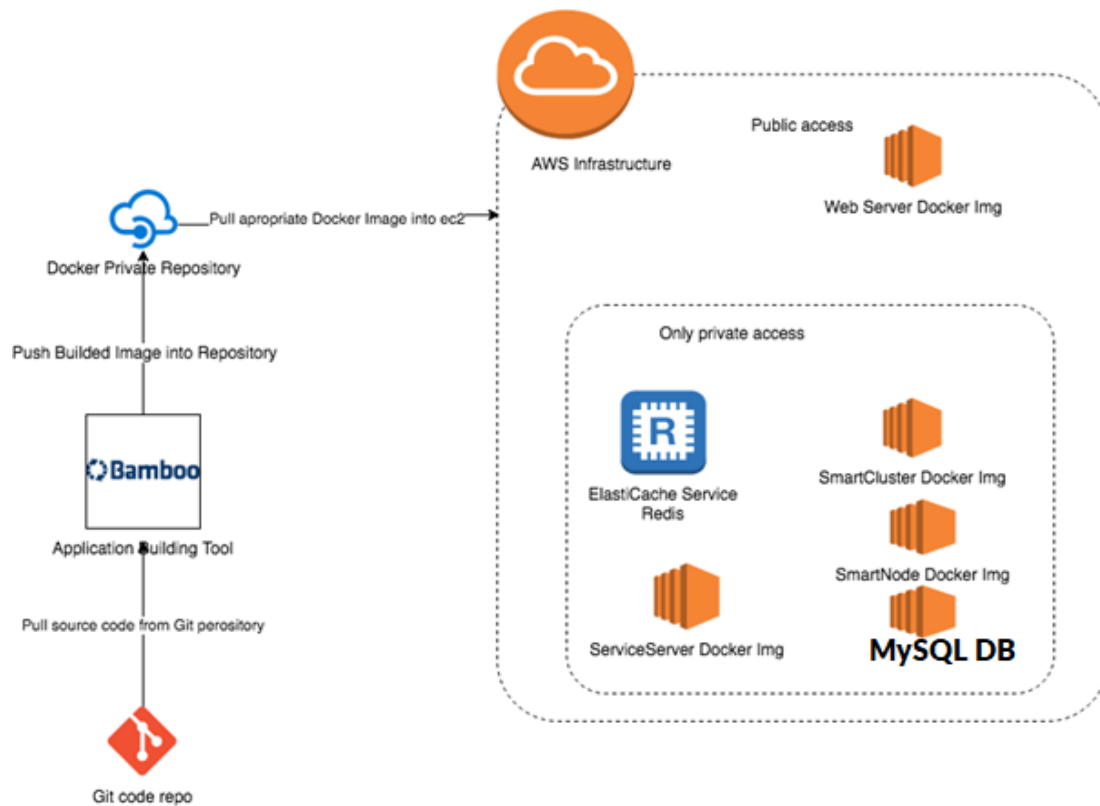 Public access
AWS Infrastructure
Web Server Docker Img
Pull apropriate Docker Image into ec2
Docker Private Repository
Only private access
Push Builded Image into Repository
R
Bamboo
ElastiCache Service
Redis
SmartCluster Docker Img
Application Building Tool
SmartNode Docker Img
Pull source code from Git perository
ServiceServer Docker Img
MySQL DB
Git code repo